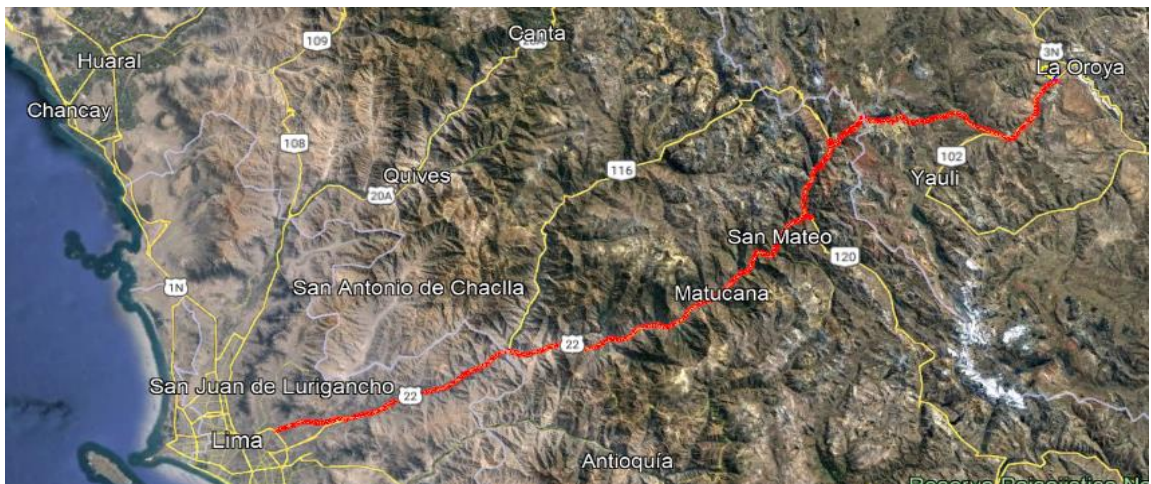 Canta
20A
109
3N
La Oroya
Huaral
Chancay
108
116
102
Quives
20A
Yauli
San Mateo
120
1N
San Antonio de Chaclla
Matucana
22
San Juan de Lurigancho
22
Lima
Antioquía